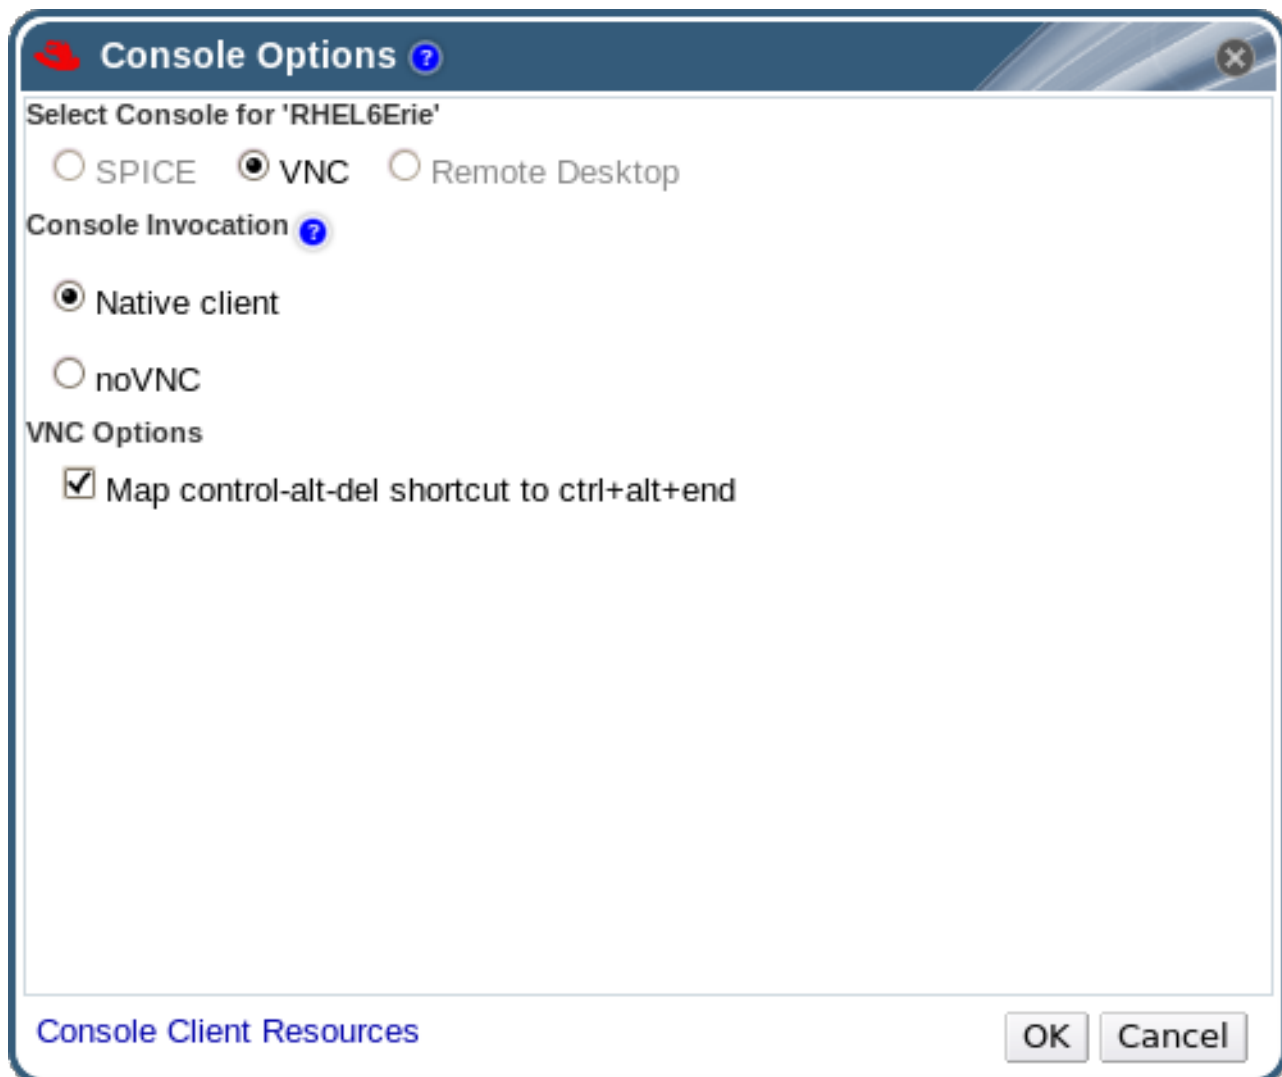 Console Options ?
Select Console for 'RHEL6Erie'
SPICE VNC Remote Desktop
Console Invocation ?
Native client
noVNC
VNC Options
Map control-alt-del shortcut to ctrl+alt+end
Console Client Resources OK Cancel